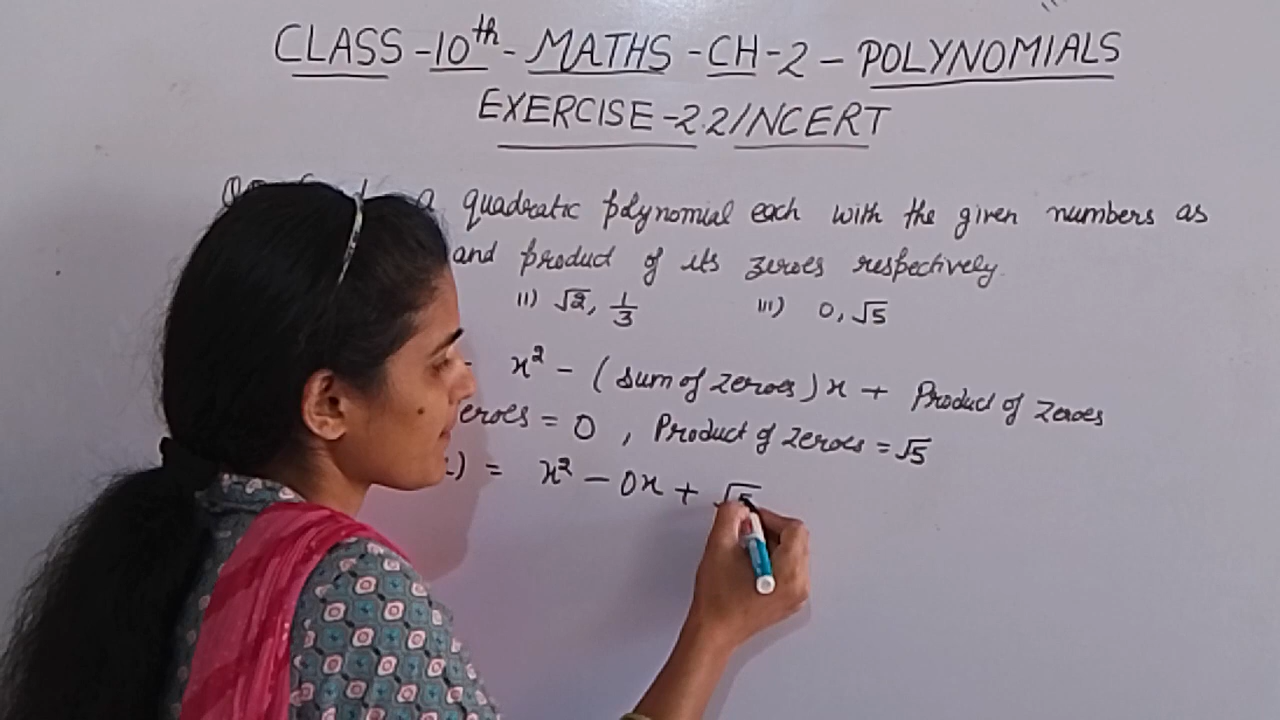 CLASS - 10th - MATHS - CH - 2 - POLYNOMIALS
EXERCISE - 2.2/NCERT
a quadratic polynomial each with the given numbers as
and product of its zeroes respectively.
ii) √2, 1/3 iii) 0, √5
x² - (sum of zeroes) x + Product of zeroes
eroes = 0 , Product of zeroes = √5
) = x² - 0x + √5